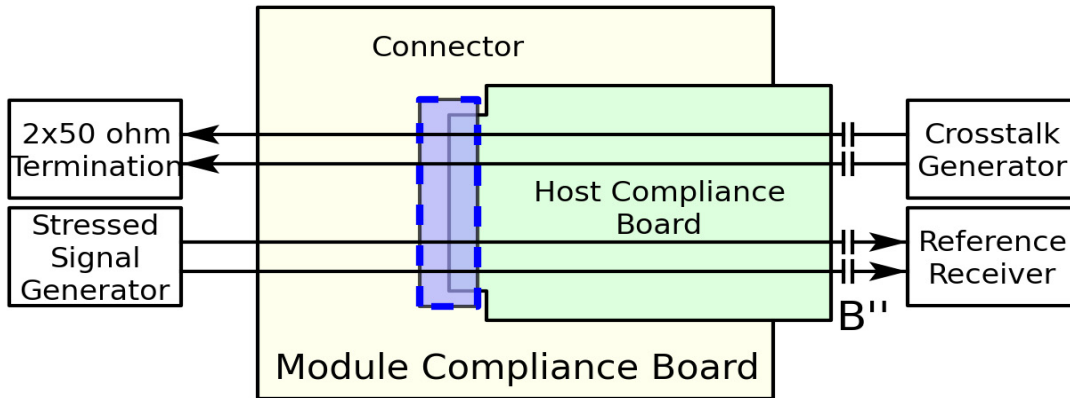 Connector
2x50 ohm
Termination
Crosstalk
Generator
Host Compliance
Board
Stressed
Signal
Generator
Reference
Receiver
B''
Module Compliance Board